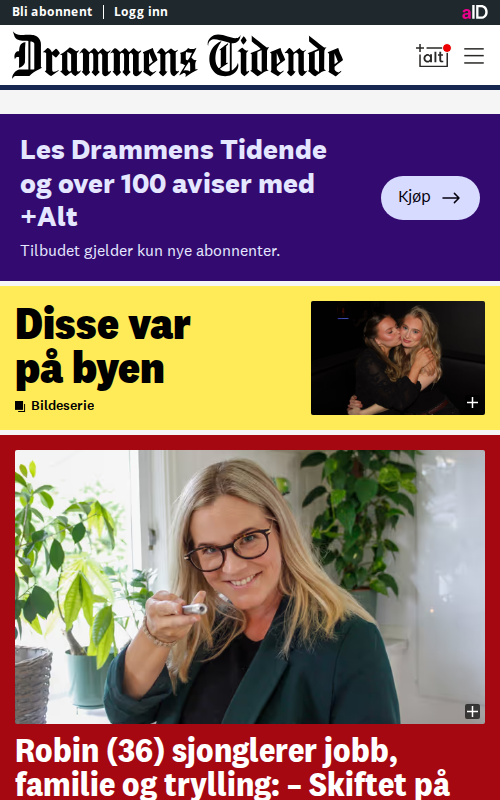 Bli abonnent | Logg inn
aID
Drammens Tidende
+alt
Les Drammens Tidende
og over 100 aviser med
+Alt
Kjøp →
Tilbudet gjelder kun nye abonnenter.
Disse var
på byen
Bildeserie
Robin (36) sjonglerer jobb,
familie og trylling: – Skiftet på